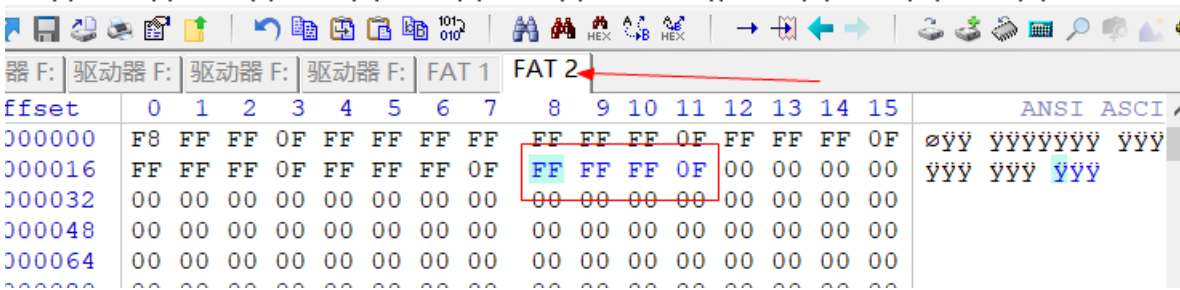 HEX HEX
器 F: 驱动器 F: 驱动器 F: 驱动器 F: FAT 1 FAT 2
ffset 0 1 2 3 4 5 6 7 8 9 10 11 12 13 14 15 ANSI ASCI
000000 F8 FF FF 0F FF FF FF FF FF FF FF 0F FF FF FF 0F øÿÿ ÿÿÿÿÿÿÿ ÿÿÿ
000016 FF FF FF 0F FF FF FF 0F FF FF FF 0F 00 00 00 00 ÿÿÿ ÿÿÿ ÿÿÿ
000032 00 00 00 00 00 00 00 00 00 00 00 00 00 00 00 00
000048 00 00 00 00 00 00 00 00 00 00 00 00 00 00 00 00
000064 00 00 00 00 00 00 00 00 00 00 00 00 00 00 00 00